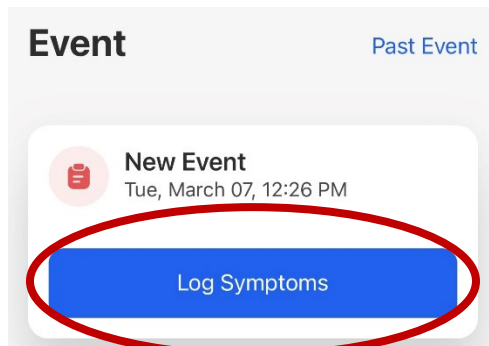 Event
Past Event
New Event
Tue, March 07, 12:26 PM
Log Symptoms